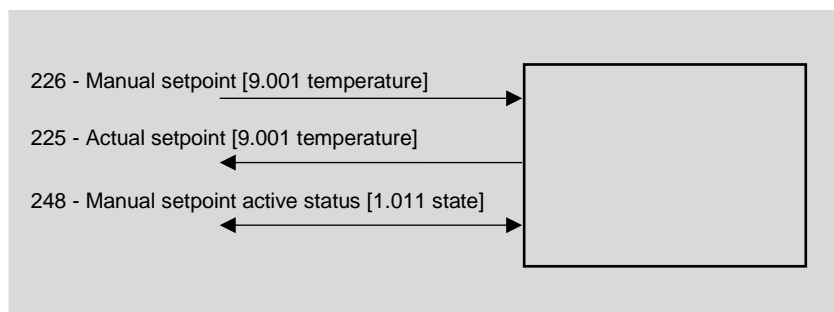 226 - Manual setpoint [9.001 temperature]
225 - Actual setpoint [9.001 temperature]
248 - Manual setpoint active status [1.011 state]